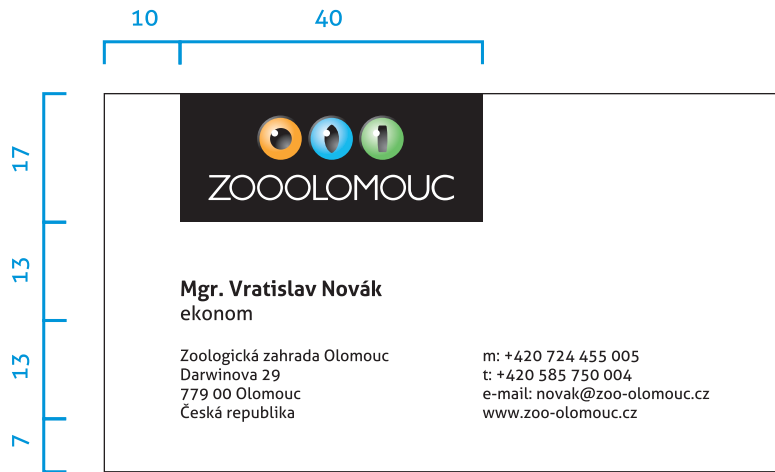 10 40
17
13
13
7
ZOOOLOMOUC
Mgr. Vratislav Novák
ekonom
Zoologická zahrada Olomouc
Darwinova 29
779 00 Olomouc
Česká republika
m: +420 724 455 005
t: +420 585 750 004
e-mail: novak@zoo-olomouc.cz
www.zoo-olomouc.cz